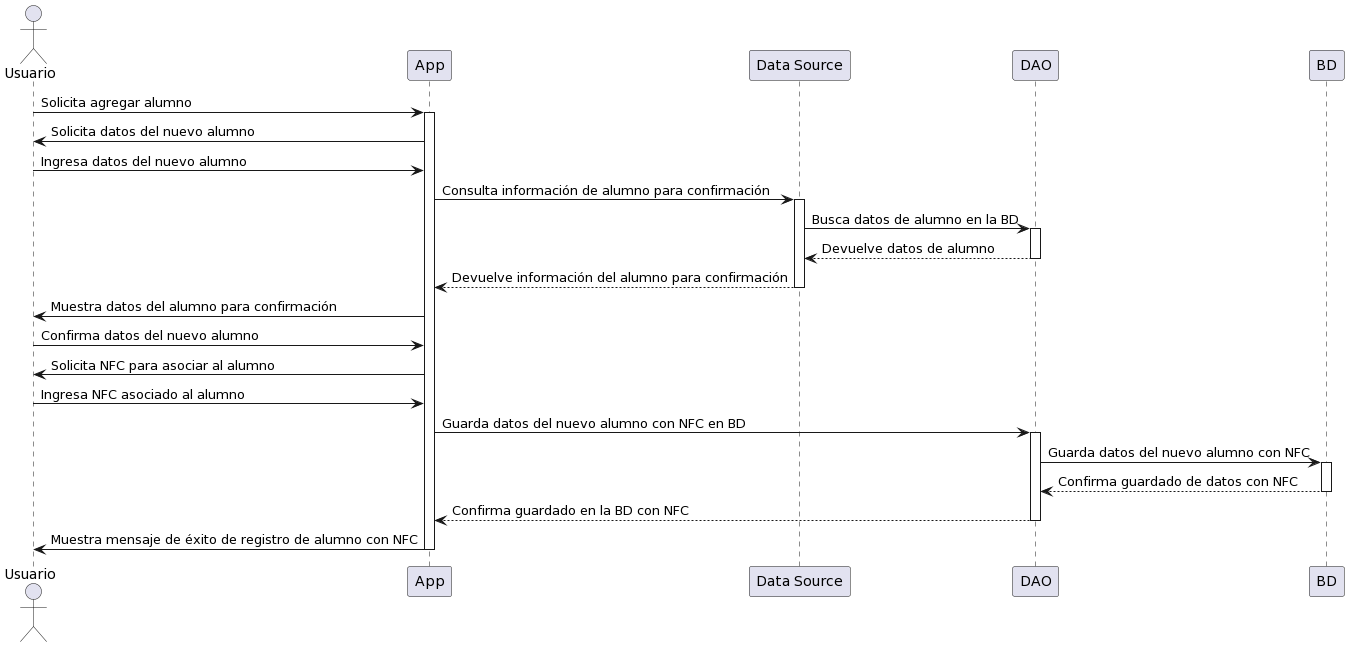 Usuario
App
Data Source
DAO
BD
Solicita agregar alumno
Solicita datos del nuevo alumno
Ingresa datos del nuevo alumno
Consulta información de alumno para confirmación
Busca datos de alumno en la BD
Devuelve datos de alumno
Devuelve información del alumno para confirmación
Muestra datos del alumno para confirmación
Confirma datos del nuevo alumno
Solicita NFC para asociar al alumno
Ingresa NFC asociado al alumno
Guarda datos del nuevo alumno con NFC en BD
Guarda datos del nuevo alumno con NFC
Confirma guardado de datos con NFC
Confirma guardado en la BD con NFC
Muestra mensaje de éxito de registro de alumno con NFC
Usuario
App
Data Source
DAO
BD